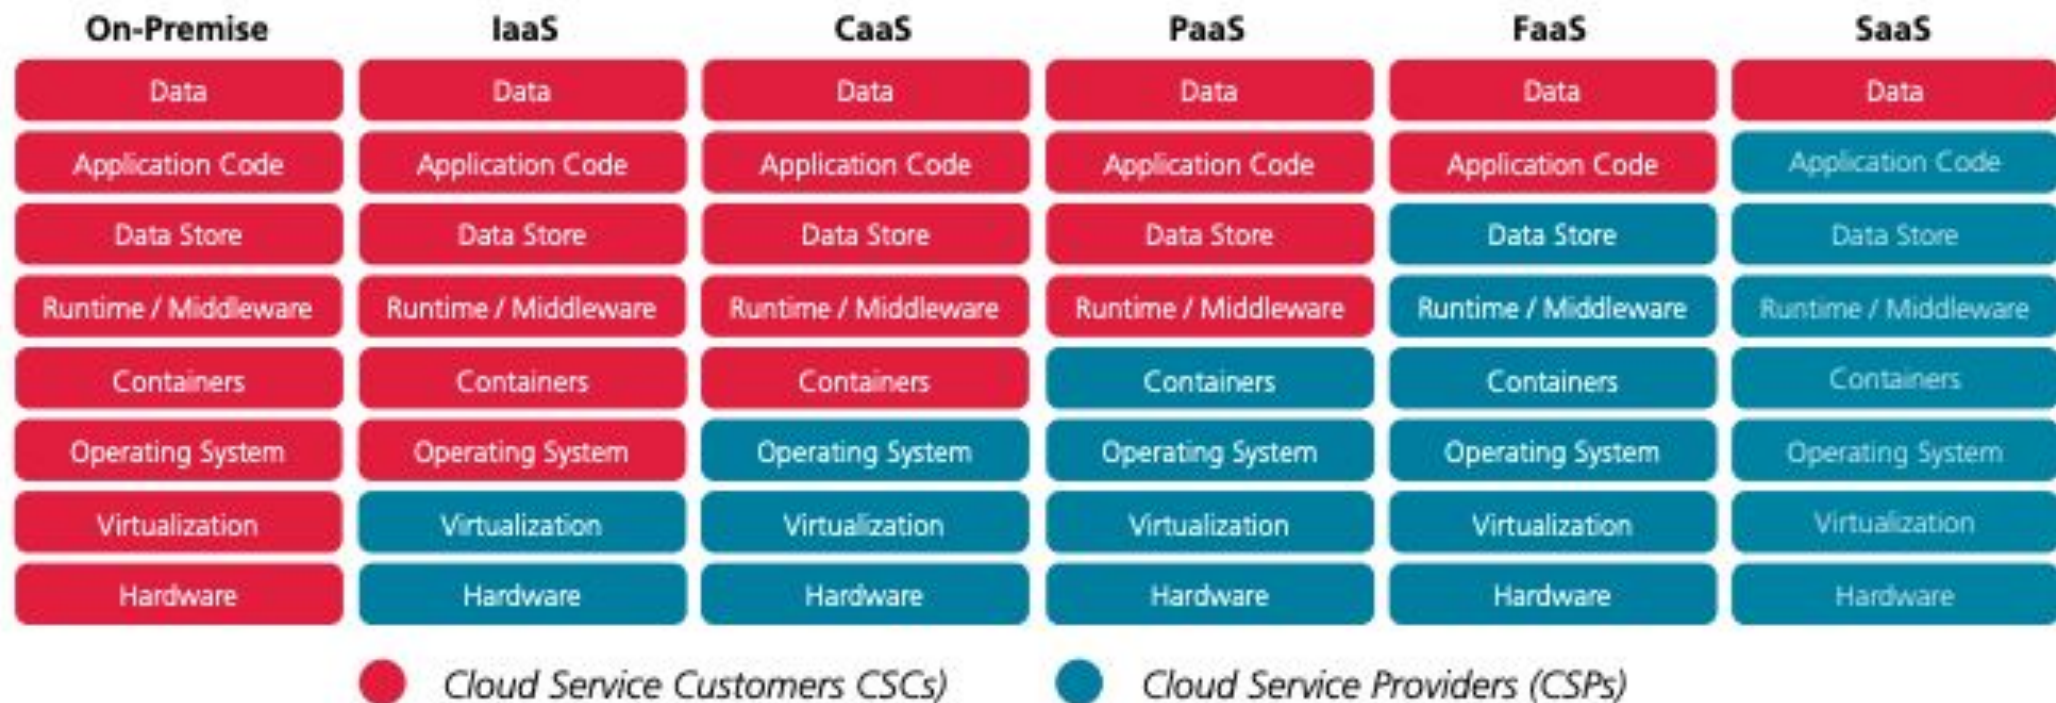 On-Premise IaaS CaaS PaaS FaaS SaaS
Data Data Data Data Data Data
Application Code Application Code Application Code Application Code Application Code Application Code
Data Store Data Store Data Store Data Store Data Store Data Store
Runtime / Middleware Runtime / Middleware Runtime / Middleware Runtime / Middleware Runtime / Middleware Runtime / Middleware
Containers Containers Containers Containers Containers Containers
Operating System Operating System Operating System Operating System Operating System Operating System
Virtualization Virtualization Virtualization Virtualization Virtualization Virtualization
Hardware Hardware Hardware Hardware Hardware Hardware
Cloud Service Customers CSCs) Cloud Service Providers (CSPs)